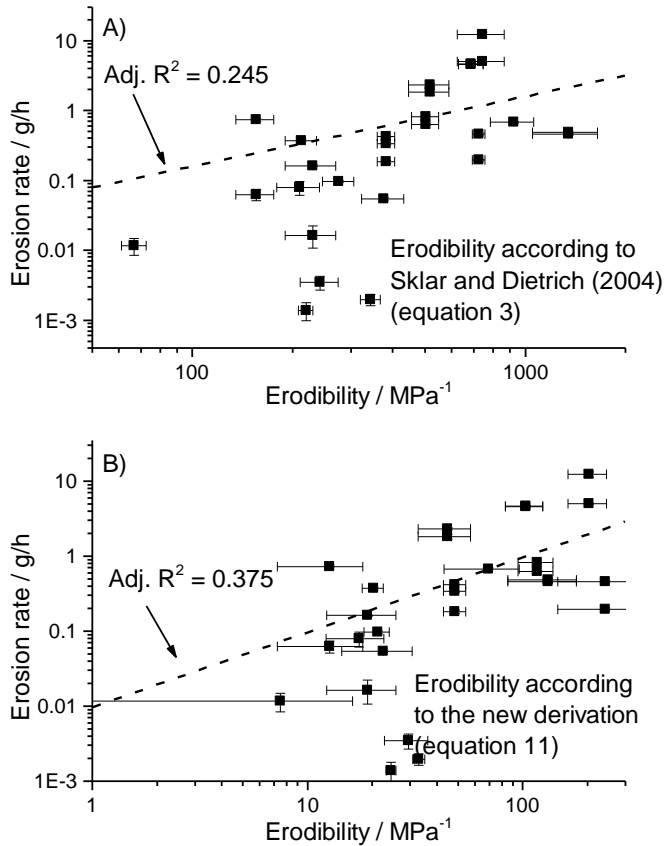 A)
Adj. R² = 0.245
Erosion rate / g/h
10
1
0.1
0.01
1E-3
Erodibility according to
Sklar and Dietrich (2004)
(equation 3)
100
1000
Erodibility / MPa⁻¹
B)
Adj. R² = 0.375
Erosion rate / g/h
10
1
0.1
0.01
1E-3
Erodibility according
to the new derivation
(equation 11)
1
10
100
Erodibility / MPa⁻¹